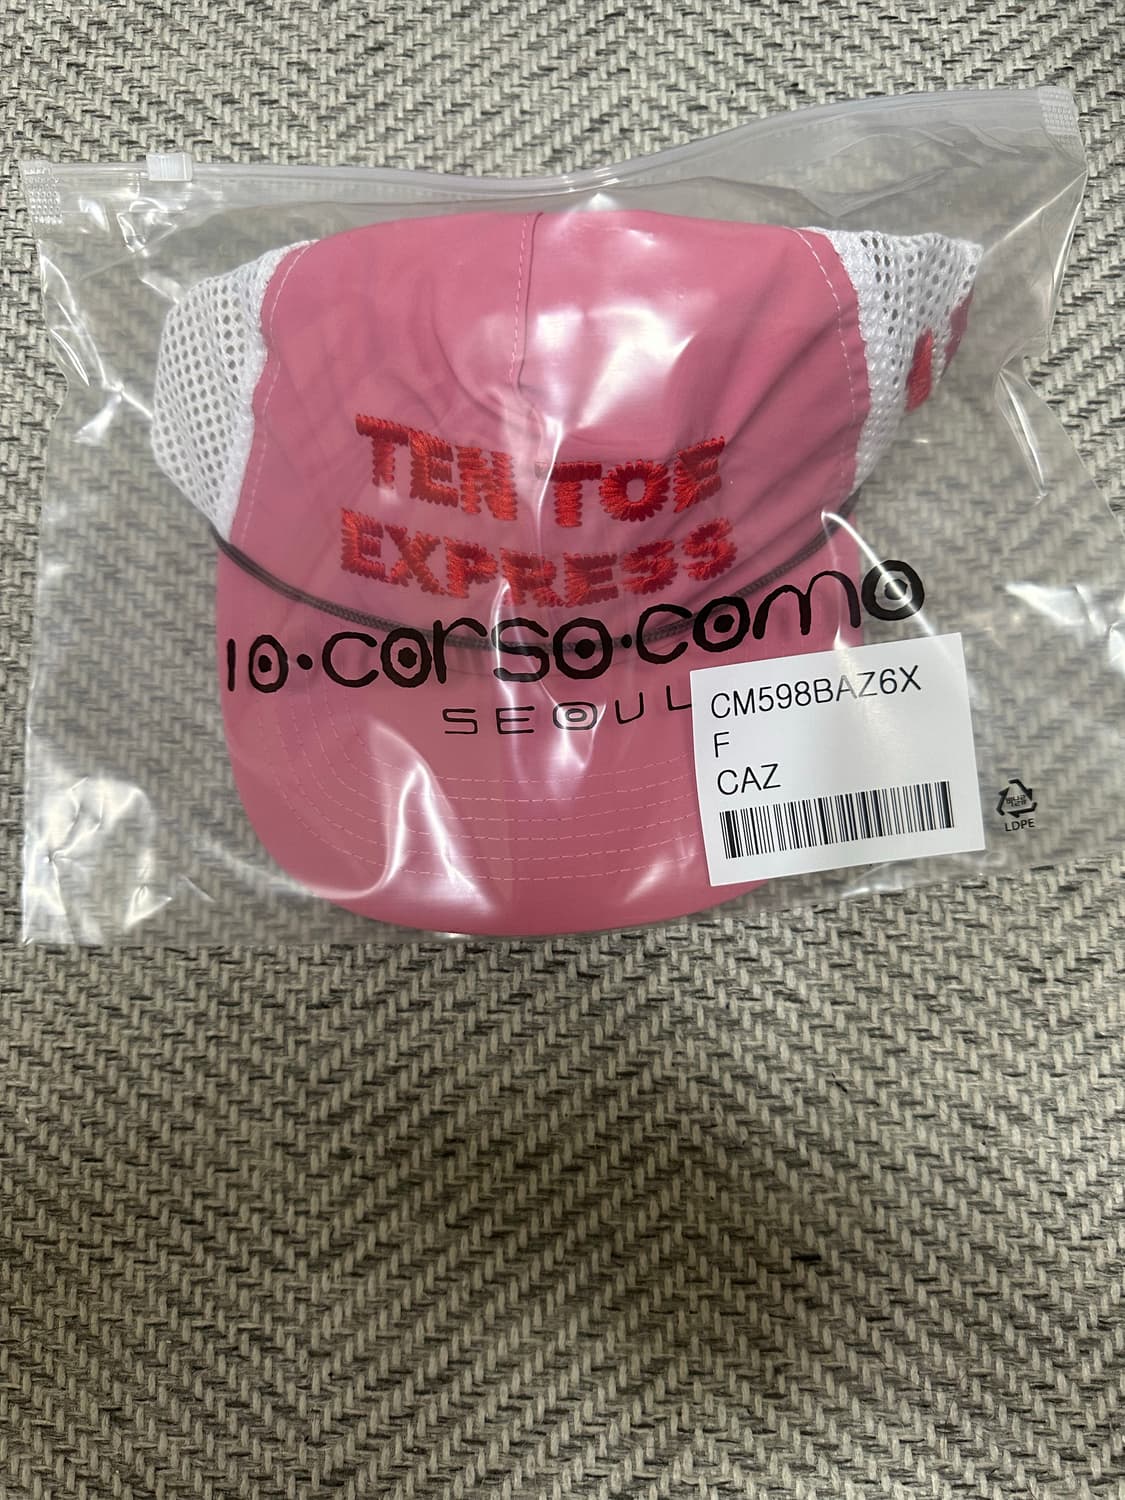 TEN TOE
EXPRESS
10·corso·como
SEOUL
CM598BAZ6X
F
CAZ
LDPE